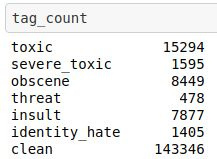 tag_count
toxic 15294
severe_toxic 1595
obscene 8449
threat 478
insult 7877
identity_hate 1405
clean 143346